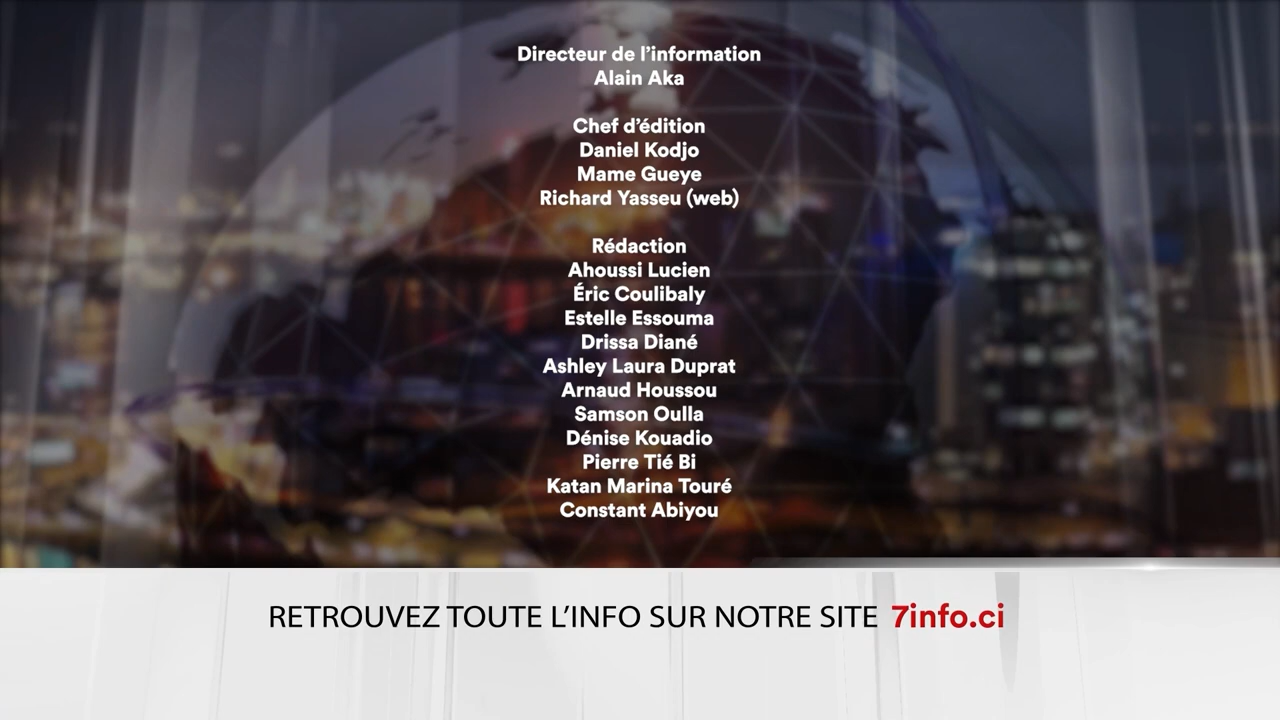 Directeur de l’information
Alain Aka
Chef d’édition
Daniel Kodjo
Mame Gueye
Richard Yasseu (web)
Rédaction
Ahoussi Lucien
Éric Coulibaly
Estelle Essouma
Drissa Diané
Ashley Laura Duprat
Arnaud Houssou
Samson Oulla
Dénise Kouadio
Pierre Tié Bi
Katan Marina Touré
Constant Abiyou
RETROUVEZ TOUTE L’INFO SUR NOTRE SITE 7info.ci